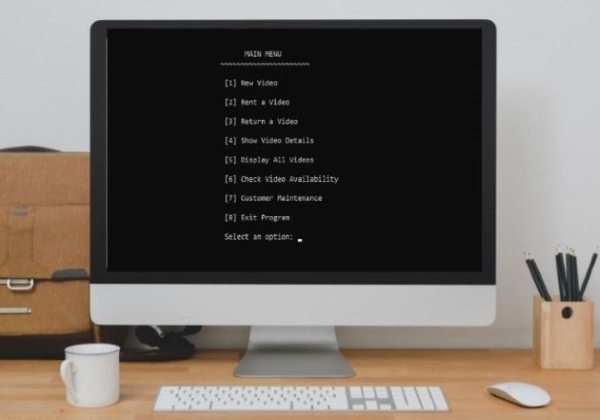 MAIN MENU
~~~~~~~~~~~~~~~~~~~~~~
[1] New Video
[2] Rent a Video
[3] Return a Video
[4] Show Video Details
[5] Display All Videos
[6] Check Video Availability
[7] Customer Maintenance
[8] Exit Program
Select an option: _